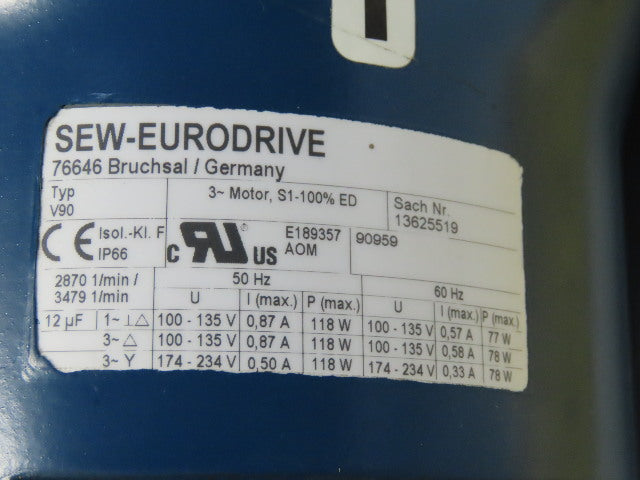 SEW-EURODRIVE
76646 Bruchsal / Germany
Typ
V90
3~ Motor, S1-100% ED
Sach Nr.
13625519
CE Isol.-Kl. F
IP66
c RU US
E189357
AOM
90959
2870 1/min /
3479 1/min
50 Hz
60 Hz
U I (max.) P (max.) U I (max.) P (max.)
12 µF 1~ ⊥ △ 100 - 135 V 0,87 A 118 W 100 - 135 V 0,57 A 77 W
3~ △ 100 - 135 V 0,87 A 118 W 100 - 135 V 0,58 A 78 W
3~ Y 174 - 234 V 0,50 A 118 W 174 - 234 V 0,33 A 78 W